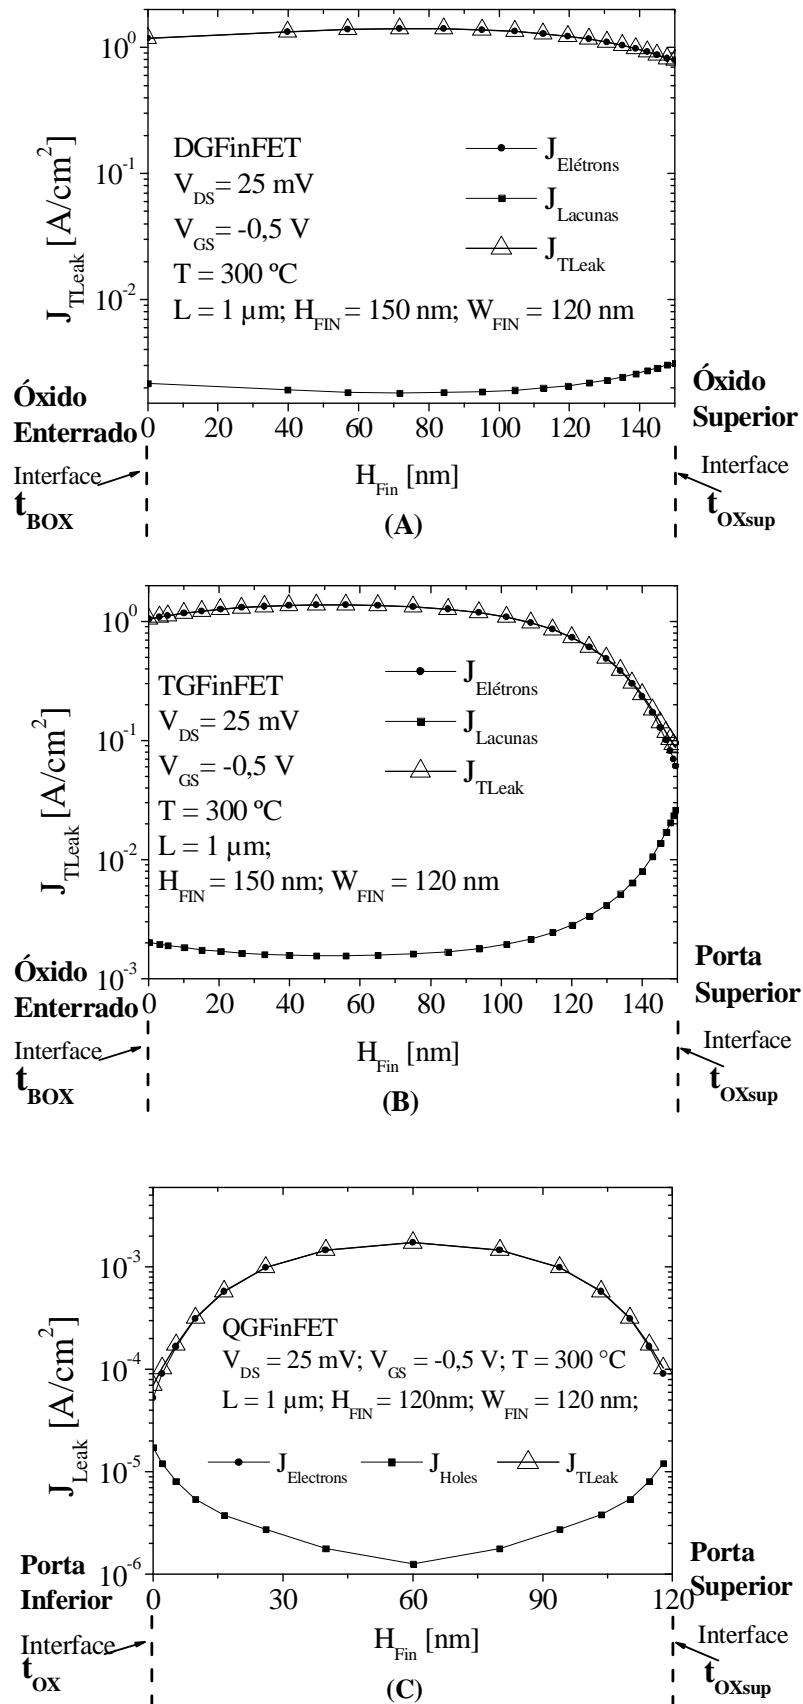 10^0
10^-1
10^-2
J_TLeak [A/cm^2]
DGFinFET
V_DS= 25 mV
V_GS= -0,5 V
T = 300 ºC
L = 1 µm; H_FIN = 150 nm; W_FIN = 120 nm
J_Elétrons
J_Lacunas
J_TLeak
0 20 40 60 80 100 120 140
H_Fin [nm]
Óxido
Enterrado
Interface
t_BOX
Óxido
Superior
Interface
t_OXsup
(A)
10^0
10^-1
10^-2
10^-3
J_TLeak [A/cm^2]
TGFinFET
V_DS= 25 mV
V_GS= -0,5 V
T = 300 ºC
L = 1 µm;
H_FIN = 150 nm; W_FIN = 120 nm
J_Elétrons
J_Lacunas
J_TLeak
0 20 40 60 80 100 120 140
H_Fin [nm]
Óxido
Enterrado
Interface
t_BOX
Porta
Superior
Interface
t_OXsup
(B)
10^-3
10^-4
10^-5
10^-6
J_Leak [A/cm^2]
QGFinFET
V_DS = 25 mV; V_GS = -0,5 V; T = 300 °C
L = 1 µm; H_FIN = 120nm; W_FIN = 120 nm;
J_Electrons J_Holes J_TLeak
0 30 60 90 120
H_Fin [nm]
Porta
Inferior
Interface
t_OX
Porta
Superior
Interface
t_OXsup
(C)